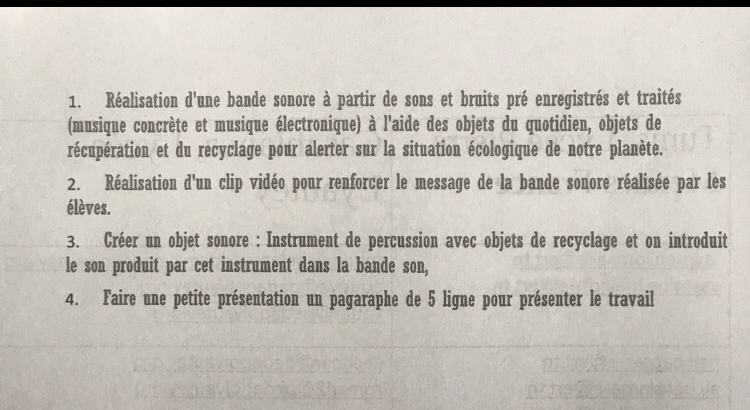 1. Réalisation d'une bande sonore à partir de sons et bruits pré enregistrés et traités
(musique concrète et musique électronique) à l'aide des objets du quotidien, objets de
récupération et du recyclage pour alerter sur la situation écologique de notre planète.
2. Réalisation d'un clip vidéo pour renforcer le message de la bande sonore réalisée par les
élèves.
3. Créer un objet sonore : Instrument de percussion avec objets de recyclage et on introduit
le son produit par cet instrument dans la bande son,
4. Faire une petite présentation un pagaraphe de 5 ligne pour présenter le travail